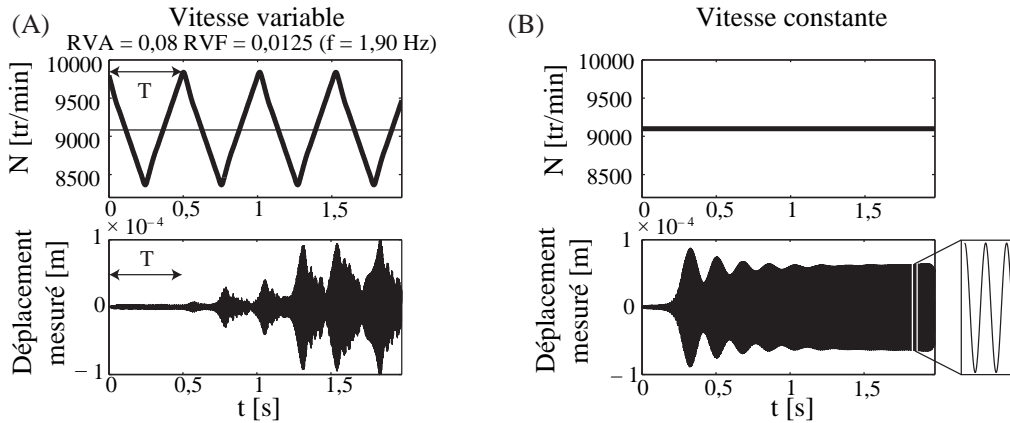 (A)
Vitesse variable
RVA = 0,08 RVF = 0,0125 (f = 1,90 Hz)
N [tr/min]
10000
9500
9000
8500
T
0
0,5
1
1,5
× 10⁻⁴
Déplacement
mesuré [m]
1
0
– 1
T
0
0,5
1
1,5
t [s]
(B)
Vitesse constante
N [tr/min]
10000
9500
9000
8500
0
0,5
1
1,5
× 10⁻⁴
Déplacement
mesuré [m]
1
0
– 1
0
0,5
1
1,5
t [s]